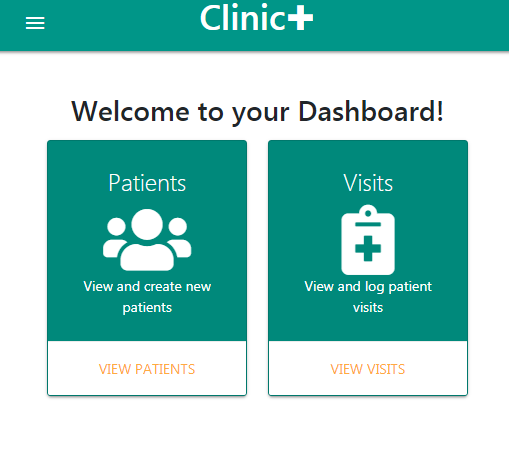 Clinic+
Welcome to your Dashboard!
Patients
View and create new
patients
VIEW PATIENTS
Visits
View and log patient
visits
VIEW VISITS